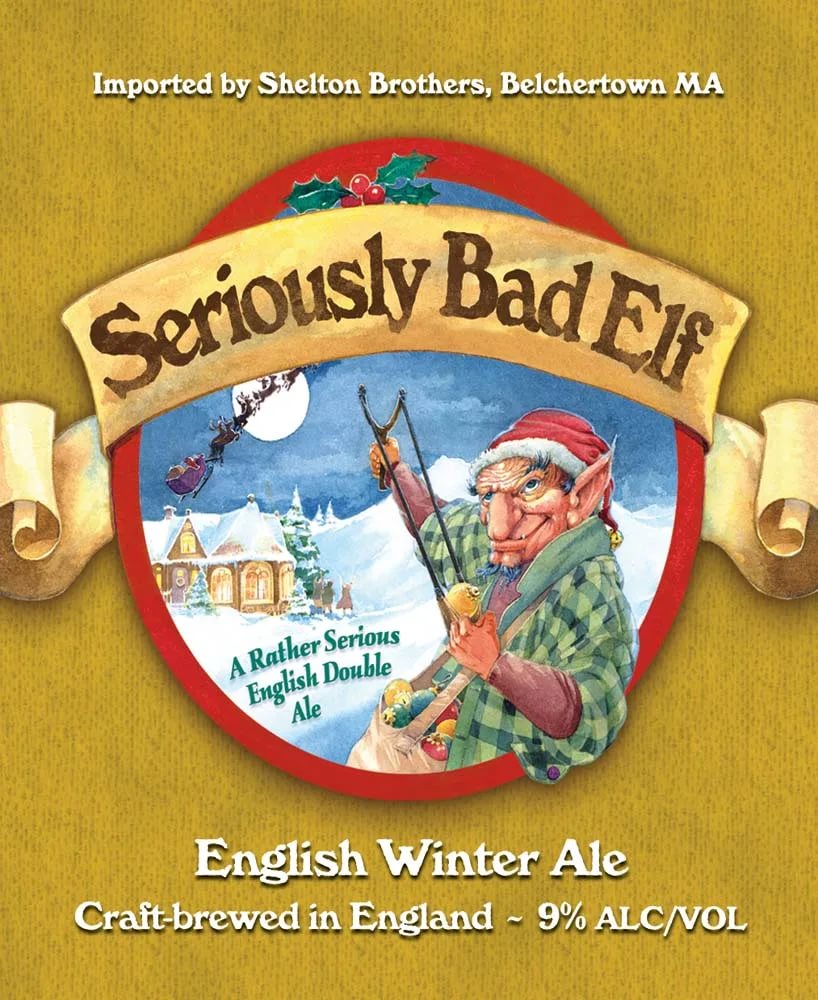 Imported by Shelton Brothers, Belchertown MA
Seriously Bad Elf
A Rather Serious
English Double
Ale
English Winter Ale
Craft-brewed in England ~ 9% ALC/VOL